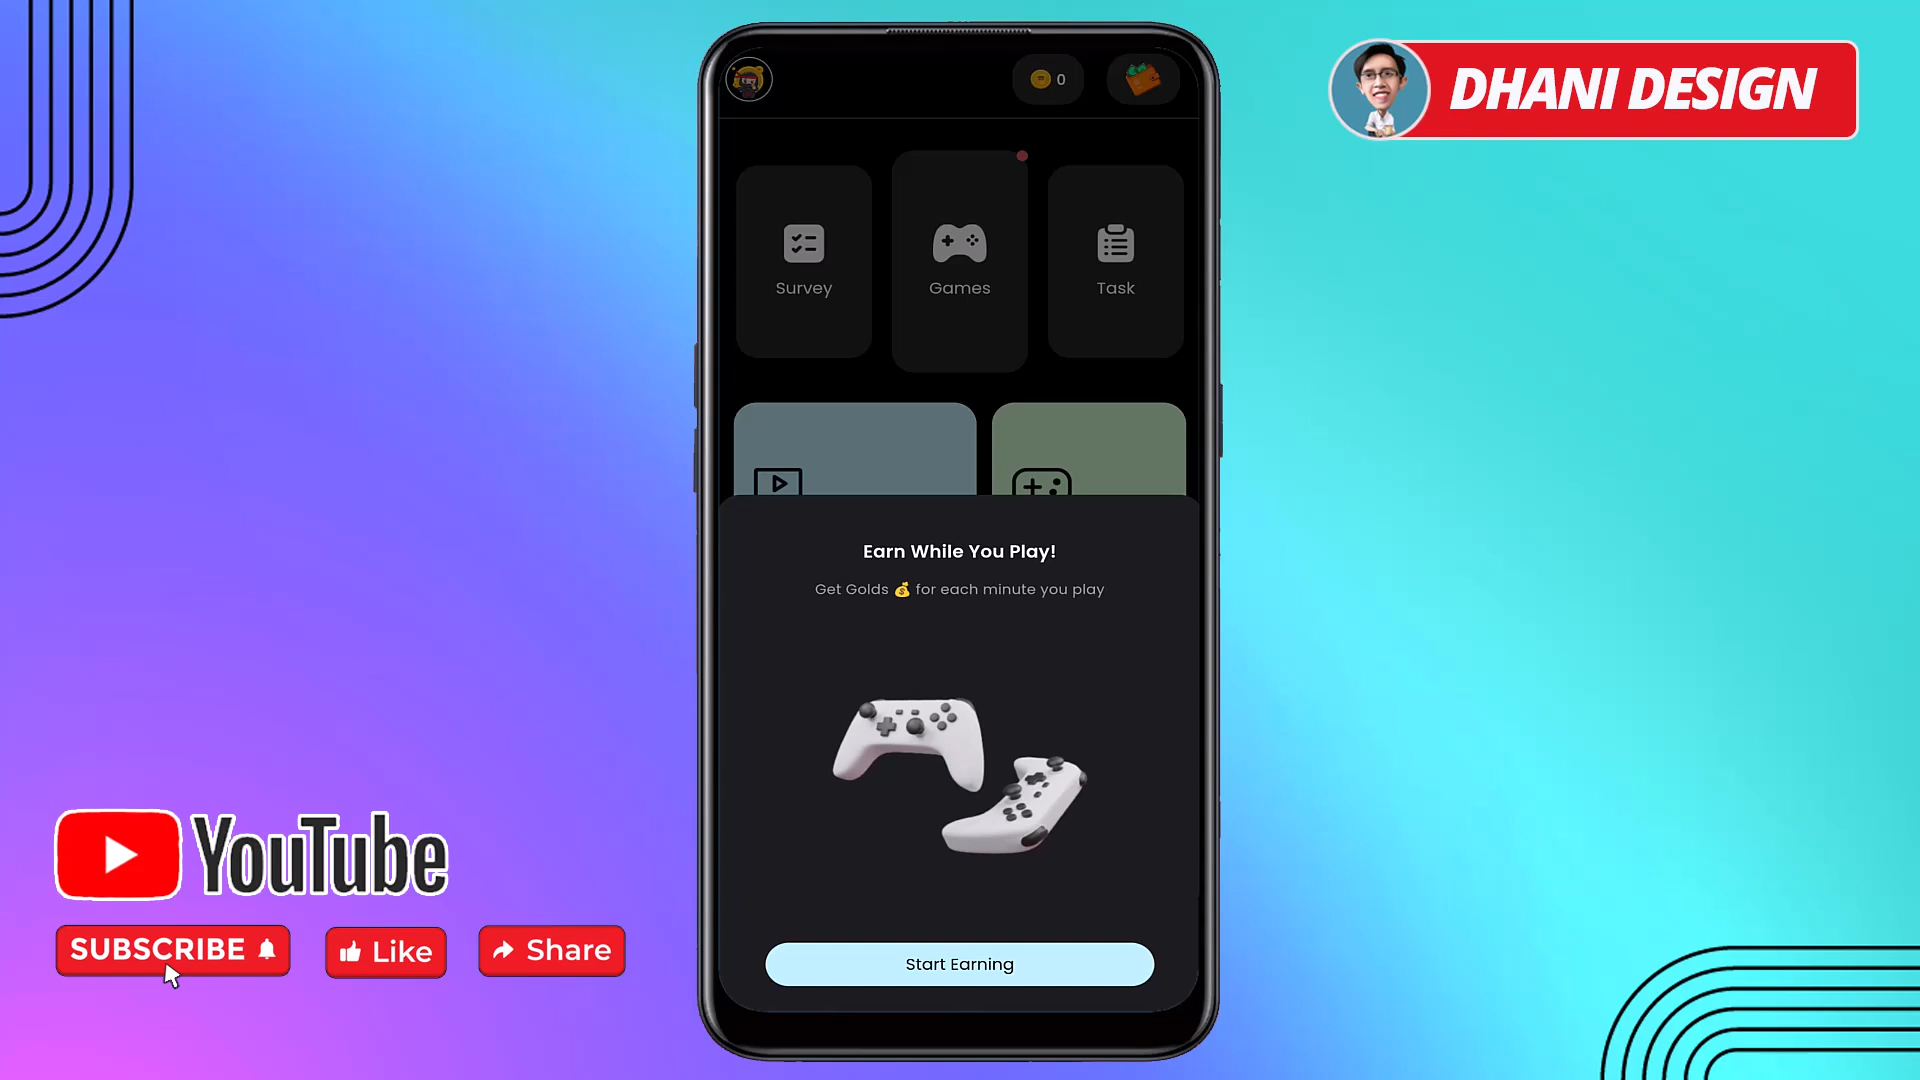 DHANI DESIGN
0
Survey
Games
Task
Earn While You Play!
Get Golds 💰 for each minute you play
Start Earning
YouTube
SUBSCRIBE
Like
Share